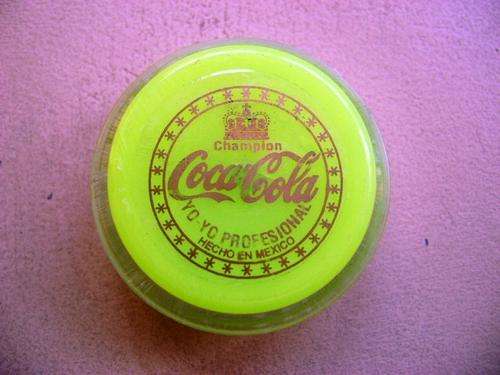 Champion
Coca-Cola
YO-YO PROFESIONAL
HECHO EN MEXICO